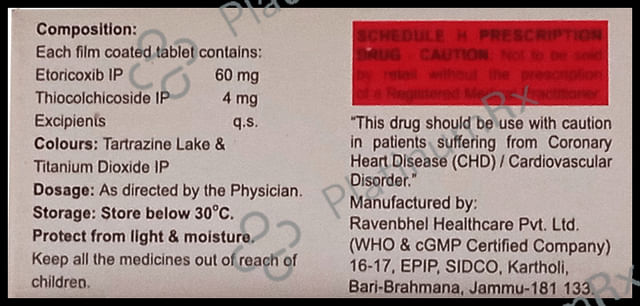 Composition:
Each film coated tablet contains:
Etoricoxib IP 60 mg
Thiocolchicoside IP 4 mg
Excipients q.s.
Colours: Tartrazine Lake &
Titanium Dioxide IP
Dosage: As directed by the Physician.
Storage: Store below 30°C.
Protect from light & moisture.
Keep all the medicines out of reach of
children.
SCHEDULE H PRESCRIPTION
DRUG - CAUTION: Not to be sold
by retail without the prescription
of a Registered Medical Practitioner.
"This drug should be use with caution
in patients suffering from Coronary
Heart Disease (CHD) / Cardiovascular
Disorder."
Manufactured by:
Ravenbhel Healthcare Pvt. Ltd.
(WHO & cGMP Certified Company)
16-17, EPIP, SIDCO, Kartholi,
Bari-Brahmana, Jammu-181 133
PlatinumRx
PlatinumRx